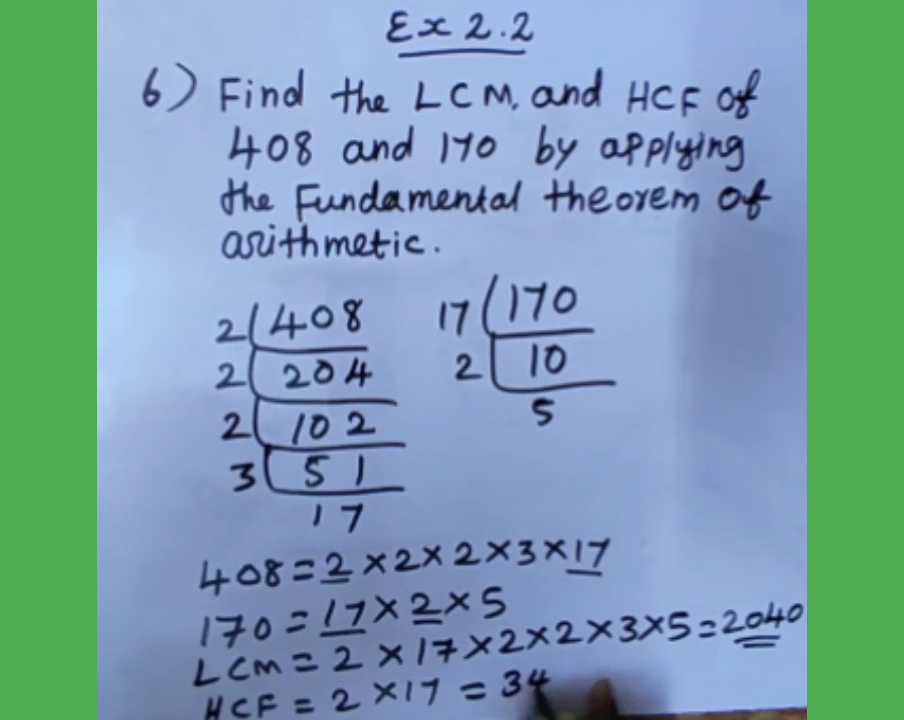 Ex 2.2
6) Find the LCM, and HCF of
408 and 170 by applying
the Fundamental theorem of
arithmetic.
2 408
2 204
2 102
3 51
17
17 170
2 10
5
408 = 2 × 2 × 2 × 3 × 17
170 = 17 × 2 × 5
LCM = 2 × 17 × 2 × 2 × 3 × 5 = 2040
HCF = 2 × 17 = 34